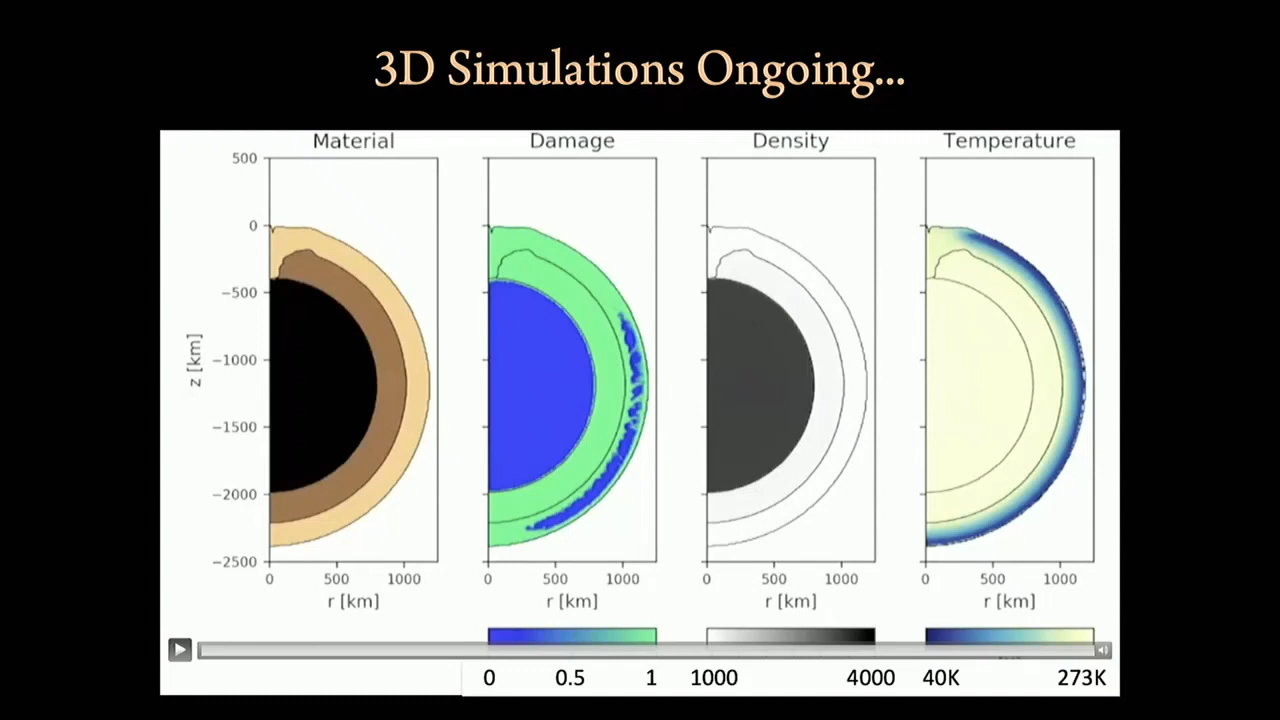 3D Simulations Ongoing...
Material Damage Density Temperature
500
0
−500
−1000
−1500
−2000
−2500
z [km]
0 500 1000 0 500 1000 0 500 1000 0 500 1000
r [km] r [km] r [km] r [km]
0 0.5 1 1000 4000 40K 273K